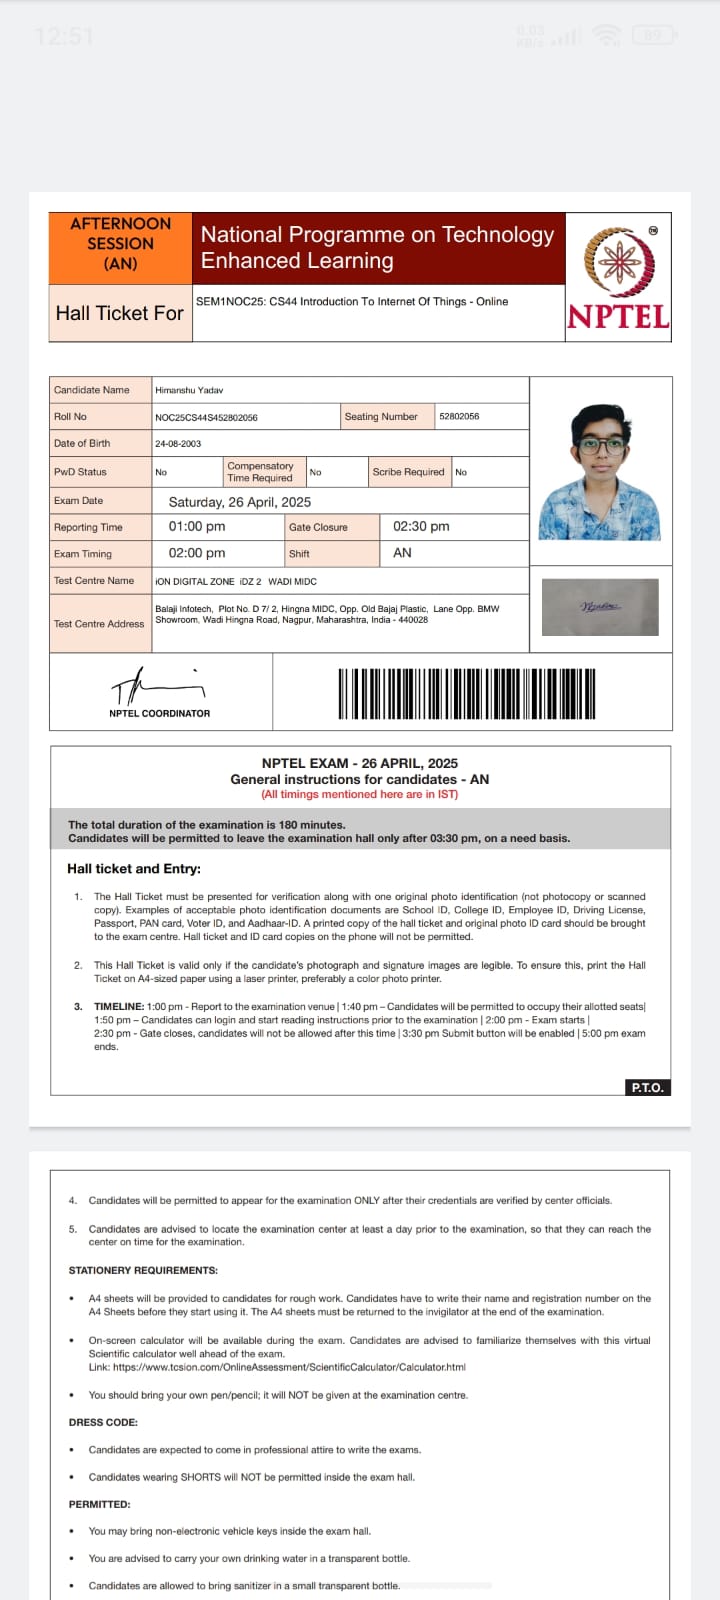 12:51
0.03
KB/s
89
AFTERNOON
SESSION
(AN)
National Programme on Technology
Enhanced Learning
Hall Ticket For
SEM1NOC25: CS44 Introduction To Internet Of Things - Online
TM
NPTEL
Candidate Name Himanshu Yadav
Roll No NOC25CS44S452802056 Seating Number 52802056
Date of Birth 24-08-2003
PwD Status No Compensatory
Time Required No Scribe Required No
Exam Date Saturday, 26 April, 2025
Reporting Time 01:00 pm Gate Closure 02:30 pm
Exam Timing 02:00 pm Shift AN
Test Centre Name iON DIGITAL ZONE iDZ 2 WADI MIDC
Test Centre Address Balaji Infotech, Plot No. D 7/ 2, Hingna MIDC, Opp. Old Bajaj Plastic, Lane Opp. BMW
Showroom, Wadi Hingna Road, Nagpur, Maharashtra, India - 440028
NPTEL COORDINATOR
NPTEL EXAM - 26 APRIL, 2025
General instructions for candidates - AN
(All timings mentioned here are in IST)
The total duration of the examination is 180 minutes.
Candidates will be permitted to leave the examination hall only after 03:30 pm, on a need basis.
Hall ticket and Entry:
1. The Hall Ticket must be presented for verification along with one original photo identification (not photocopy or scanned
copy). Examples of acceptable photo identification documents are School ID, College ID, Employee ID, Driving License,
Passport, PAN card, Voter ID, and Aadhaar-ID. A printed copy of the hall ticket and original photo ID card should be brought
to the exam centre. Hall ticket and ID card copies on the phone will not be permitted.
2. This Hall Ticket is valid only if the candidate's photograph and signature images are legible. To ensure this, print the Hall
Ticket on A4-sized paper using a laser printer, preferably a color photo printer.
3. TIMELINE: 1:00 pm - Report to the examination venue | 1:40 pm – Candidates will be permitted to occupy their allotted seats|
1:50 pm – Candidates can login and start reading instructions prior to the examination | 2:00 pm - Exam starts |
2:30 pm - Gate closes, candidates will not be allowed after this time | 3:30 pm Submit button will be enabled | 5:00 pm exam
ends.
P.T.O.
4. Candidates will be permitted to appear for the examination ONLY after their credentials are verified by center officials.
5. Candidates are advised to locate the examination center at least a day prior to the examination, so that they can reach the
center on time for the examination.
STATIONERY REQUIREMENTS:
• A4 sheets will be provided to candidates for rough work. Candidates have to write their name and registration number on the
A4 Sheets before they start using it. The A4 sheets must be returned to the invigilator at the end of the examination.
• On-screen calculator will be available during the exam. Candidates are advised to familiarize themselves with this virtual
Scientific calculator well ahead of the exam.
Link: https://www.tcsion.com/OnlineAssessment/ScientificCalculator/Calculator.html
• You should bring your own pen/pencil; it will NOT be given at the examination centre.
DRESS CODE:
• Candidates are expected to come in professional attire to write the exams.
• Candidates wearing SHORTS will NOT be permitted inside the exam hall.
PERMITTED:
• You may bring non-electronic vehicle keys inside the exam hall.
• You are advised to carry your own drinking water in a transparent bottle.
• Candidates are allowed to bring sanitizer in a small transparent bottle.